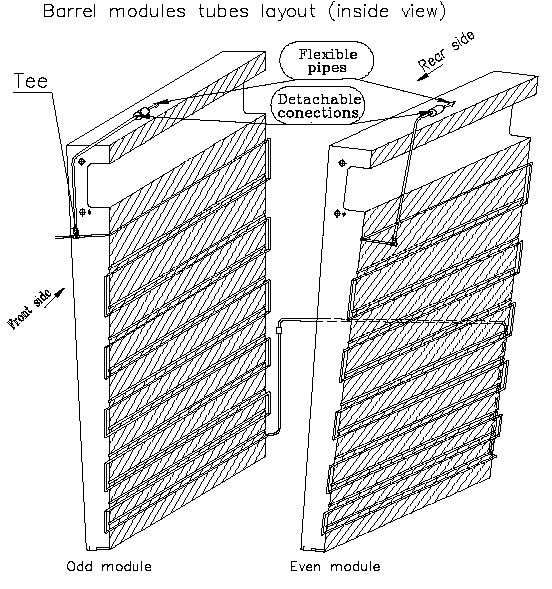 Barrel modules tubes layout (inside view)
Flexible
pipes
Rear side
Tee
Detachable
conections
Front side
Odd module
Even module